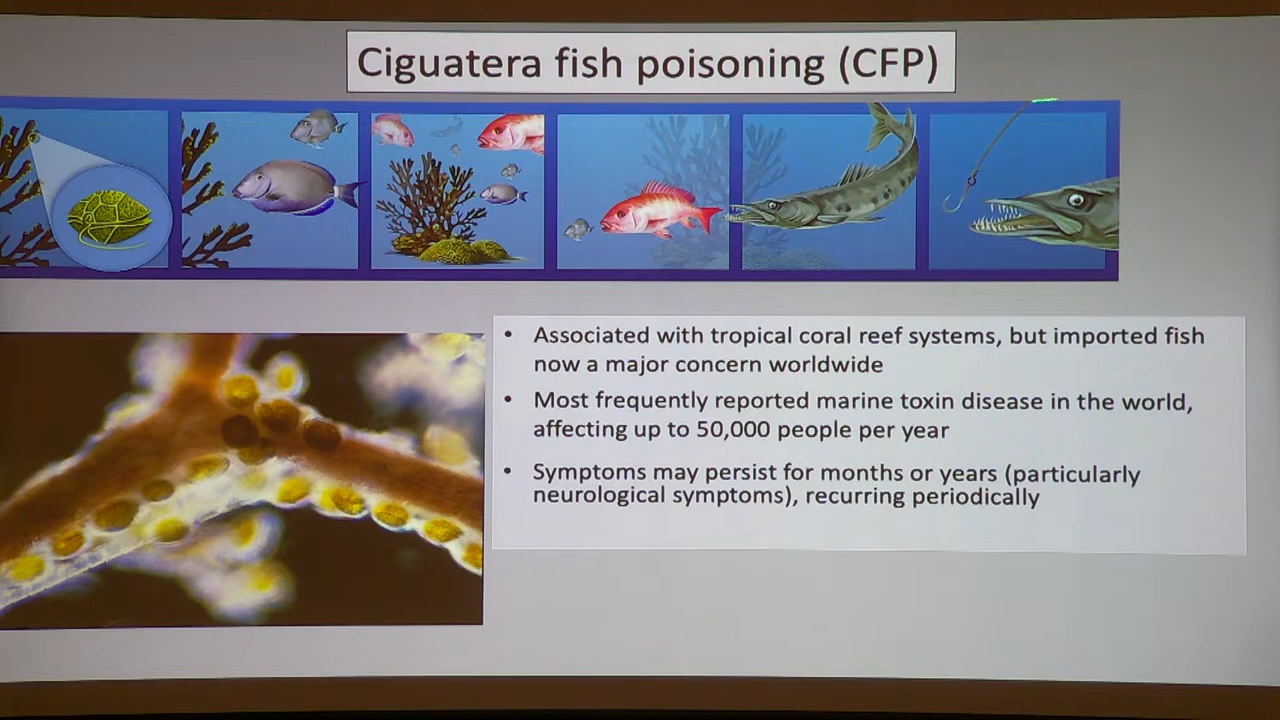 Ciguatera fish poisoning (CFP)
• Associated with tropical coral reef systems, but imported fish
now a major concern worldwide
• Most frequently reported marine toxin disease in the world,
affecting up to 50,000 people per year
• Symptoms may persist for months or years (particularly
neurological symptoms), recurring periodically